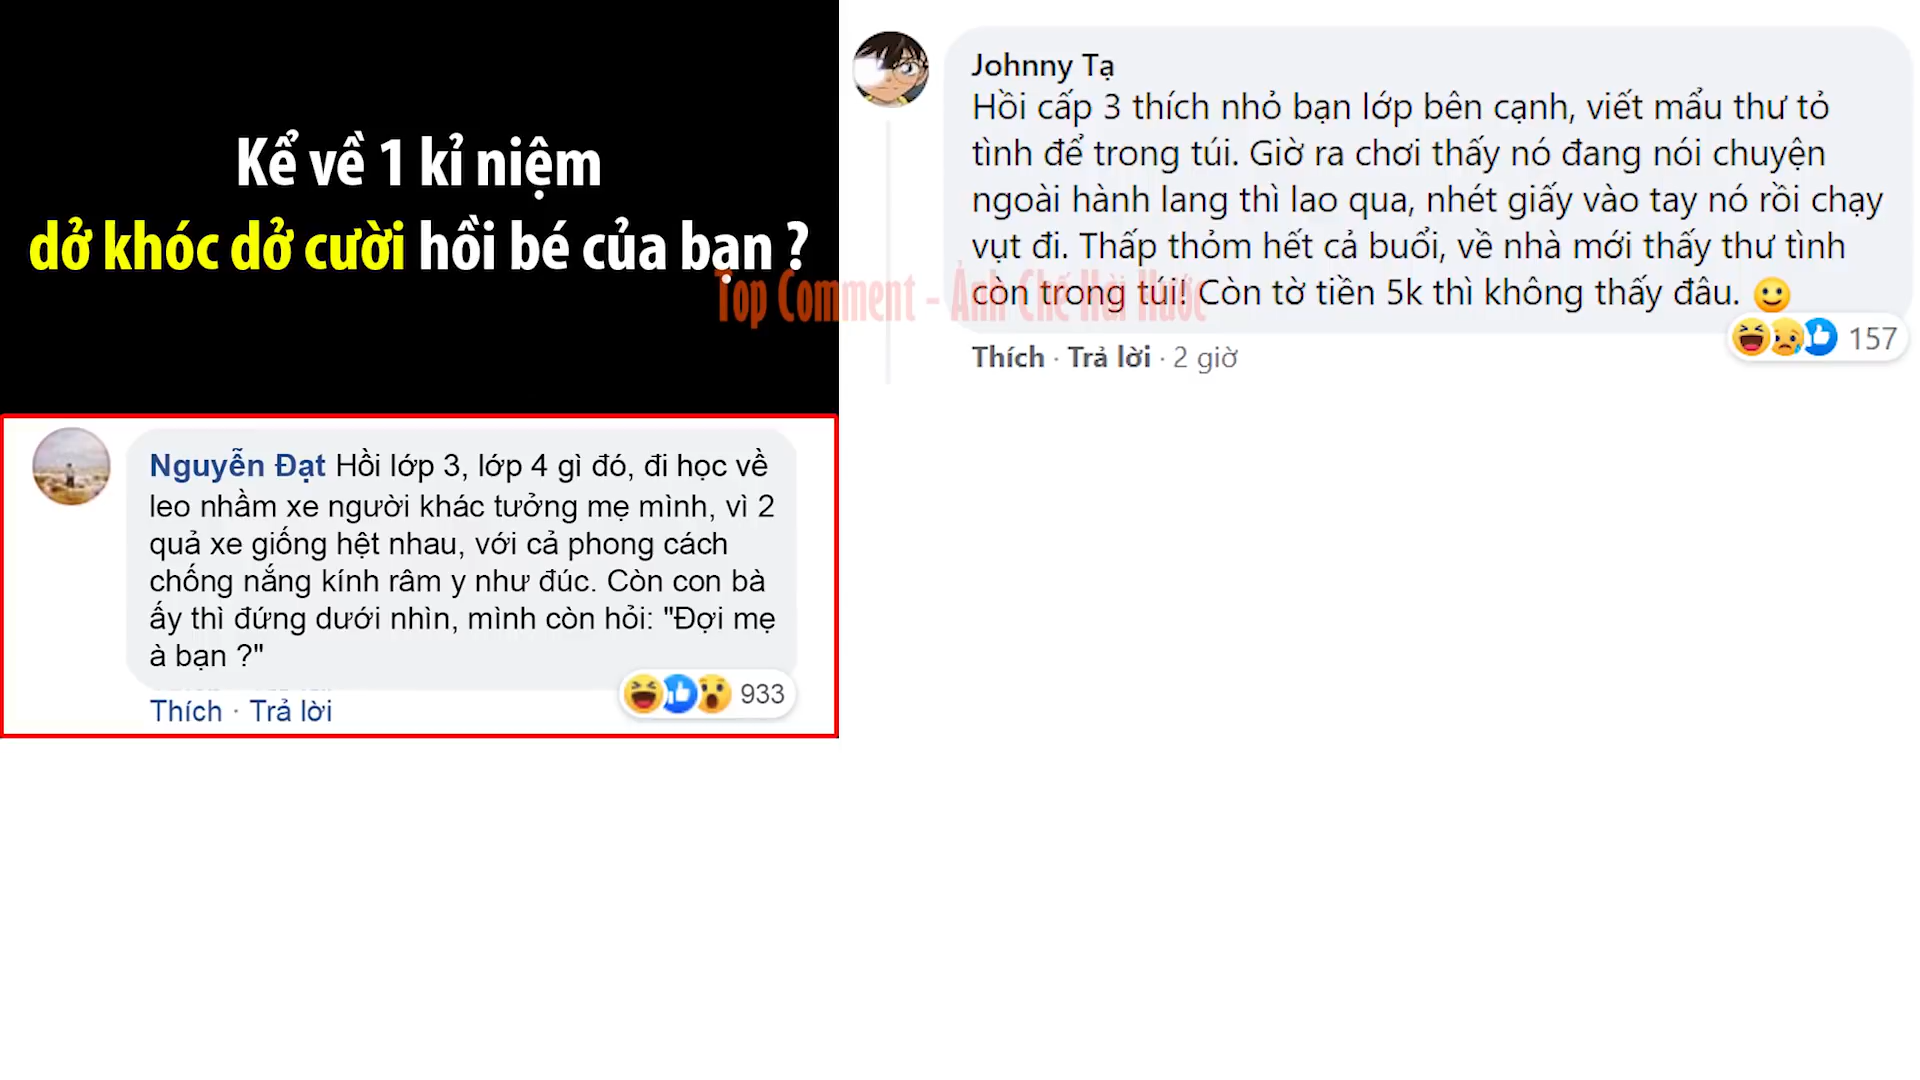 Kể về 1 kỉ niệm
dở khóc dở cười hồi bé của bạn ?
Top Comment - Ảnh Chế Hài Hước
Nguyễn Đạt Hồi lớp 3, lớp 4 gì đó, đi học về
leo nhầm xe người khác tưởng mẹ mình, vì 2
quả xe giống hệt nhau, với cả phong cách
chống nắng kính râm y như đúc. Còn con bà
ấy thì đứng dưới nhìn, mình còn hỏi: "Đợi mẹ
à bạn ?"
Thích · Trả lời
933
Johnny Tạ
Hồi cấp 3 thích nhỏ bạn lớp bên cạnh, viết mẩu thư tỏ
tình để trong túi. Giờ ra chơi thấy nó đang nói chuyện
ngoài hành lang thì lao qua, nhét giấy vào tay nó rồi chạy
vụt đi. Thấp thỏm hết cả buổi, về nhà mới thấy thư tình
còn trong túi! Còn tờ tiền 5k thì không thấy đâu. 🙂
157
Thích · Trả lời · 2 giờ